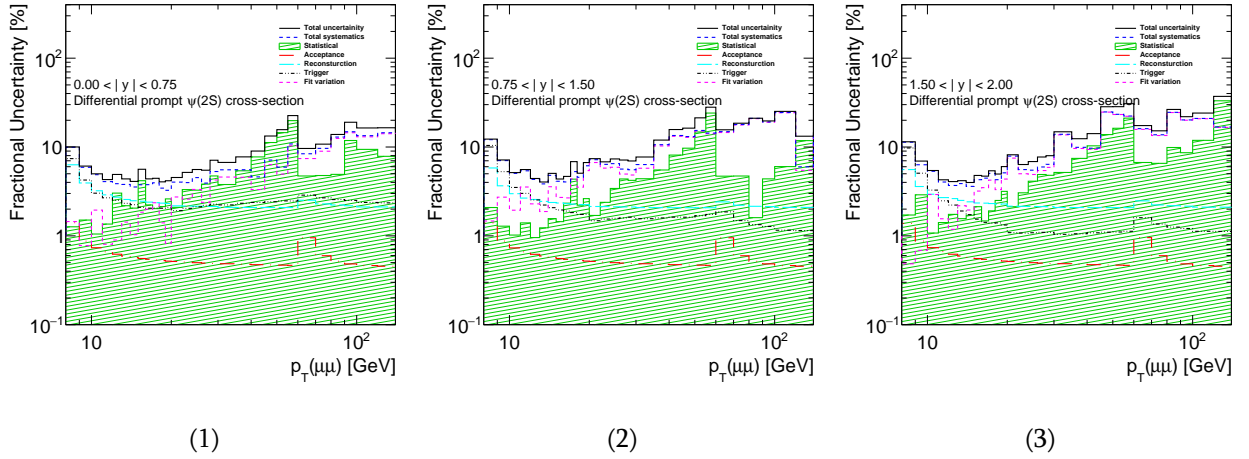 Fractional Uncertainty [%]
10²
10
1
10⁻¹
Total uncertainity
Total systematics
Statistical
Acceptance
Reconsturction
Trigger
Fit variation
0.00 < | y | < 0.75
Differential prompt ψ(2S) cross-section
10 10²
p_T(μμ) [GeV]
(1)
Fractional Uncertainty [%]
10²
10
1
10⁻¹
Total uncertainity
Total systematics
Statistical
Acceptance
Reconsturction
Trigger
Fit variation
0.75 < | y | < 1.50
Differential prompt ψ(2S) cross-section
10 10²
p_T(μμ) [GeV]
(2)
Fractional Uncertainty [%]
10²
10
1
10⁻¹
Total uncertainity
Total systematics
Statistical
Acceptance
Reconsturction
Trigger
Fit variation
1.50 < | y | < 2.00
Differential prompt ψ(2S) cross-section
10 10²
p_T(μμ) [GeV]
(3)